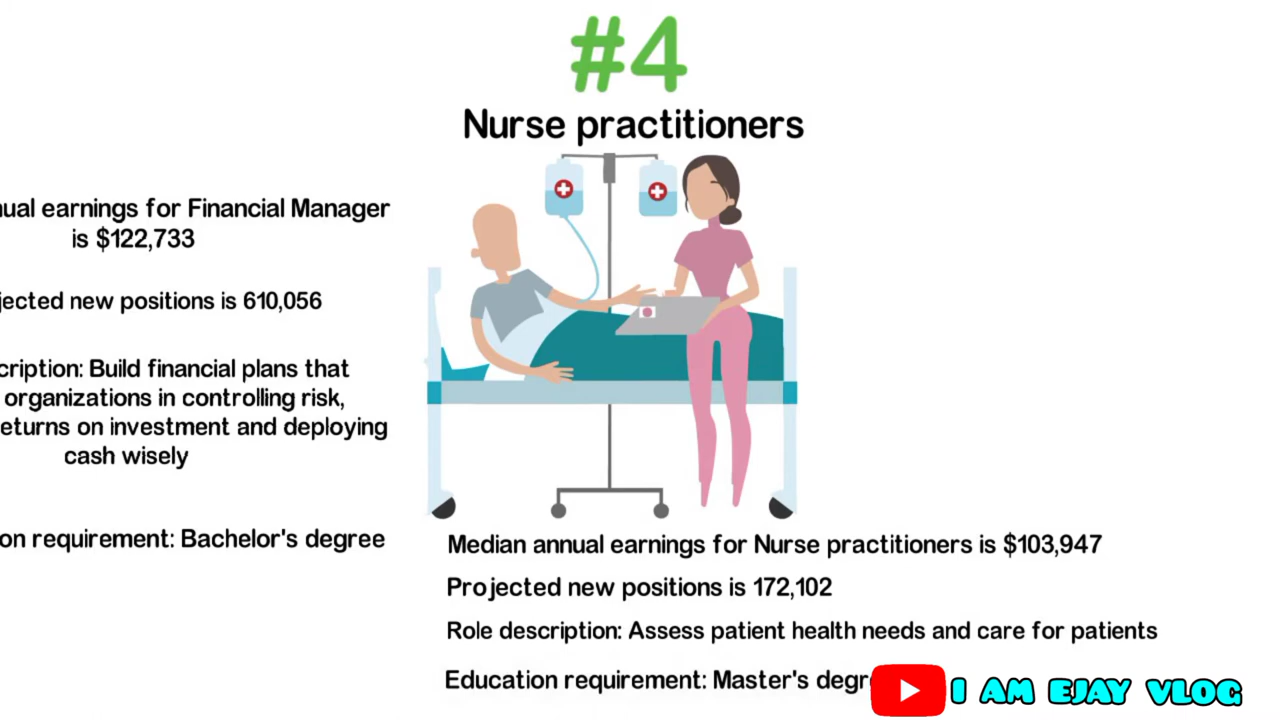 #4
Nurse practitioners
nual earnings for Financial Manager
is $122,733
jected new positions is 610,056
cription: Build financial plans that
organizations in controlling risk,
eturns on investment and deploying
cash wisely
on requirement: Bachelor's degree
Median annual earnings for Nurse practitioners is $103,947
Projected new positions is 172,102
Role description: Assess patient health needs and care for patients
Education requirement: Master's degr
I AM EJAY VLOG